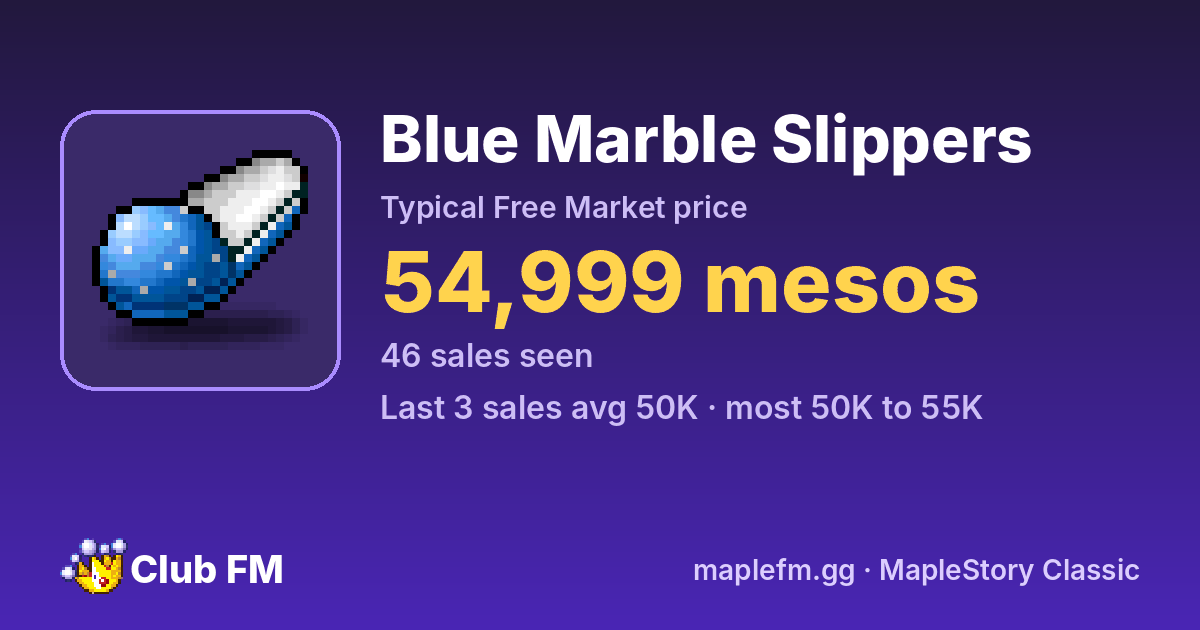 Blue Marble Slippers
Typical Free Market price
54,999 mesos
46 sales seen
Last 3 sales avg 50K · most 50K to 55K
Club FM
maplefm.gg · MapleStory Classic